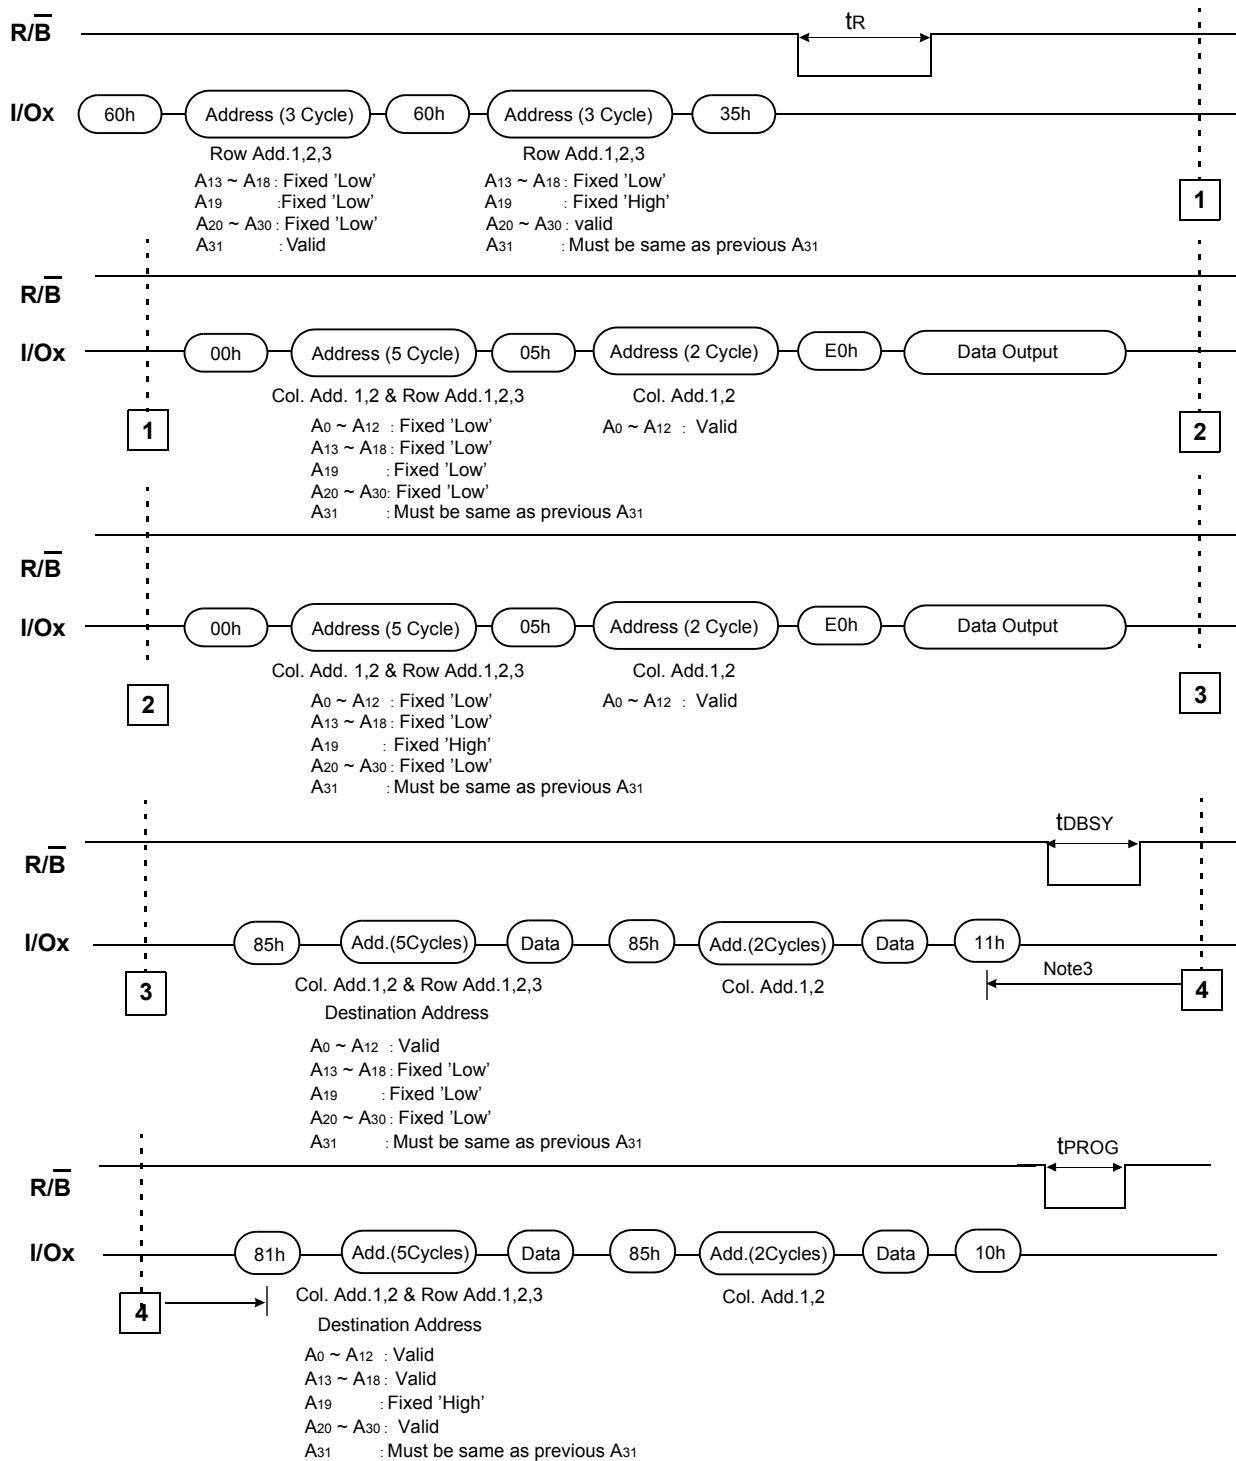 R/B tR
I/Ox 60h Address (3 Cycle) 60h Address (3 Cycle) 35h
Row Add.1,2,3 Row Add.1,2,3
A13 ~ A18 : Fixed 'Low' A13 ~ A18 : Fixed 'Low'
A19 :Fixed 'Low' A19 : Fixed 'High'
A20 ~ A30 : Fixed 'Low' A20 ~ A30 : valid
A31 : Valid A31 : Must be same as previous A31
1
R/B
I/Ox 00h Address (5 Cycle) 05h Address (2 Cycle) E0h Data Output
Col. Add. 1,2 & Row Add.1,2,3 Col. Add.1,2
1 2
A0 ~ A12 : Fixed 'Low' A0 ~ A12 : Valid
A13 ~ A18 : Fixed 'Low'
A19 : Fixed 'Low'
A20 ~ A30: Fixed 'Low'
A31 : Must be same as previous A31
R/B
I/Ox 00h Address (5 Cycle) 05h Address (2 Cycle) E0h Data Output
Col. Add. 1,2 & Row Add.1,2,3 Col. Add.1,2
2 3
A0 ~ A12 : Fixed 'Low' A0 ~ A12 : Valid
A13 ~ A18 : Fixed 'Low'
A19 : Fixed 'High'
A20 ~ A30 : Fixed 'Low'
A31 : Must be same as previous A31
tDBSY
R/B
I/Ox 85h Add.(5Cycles) Data 85h Add.(2Cycles) Data 11h
Note3
3 Col. Add.1,2 & Row Add.1,2,3 Col. Add.1,2 4
Destination Address
A0 ~ A12 : Valid
A13 ~ A18 : Fixed 'Low'
A19 : Fixed 'Low'
A20 ~ A30 : Fixed 'Low'
A31 : Must be same as previous A31
tPROG
R/B
I/Ox 81h Add.(5Cycles) Data 85h Add.(2Cycles) Data 10h
4 Col. Add.1,2 & Row Add.1,2,3 Col. Add.1,2
Destination Address
A0 ~ A12 : Valid
A13 ~ A18 : Valid
A19 : Fixed 'High'
A20 ~ A30 : Valid
A31 : Must be same as previous A31